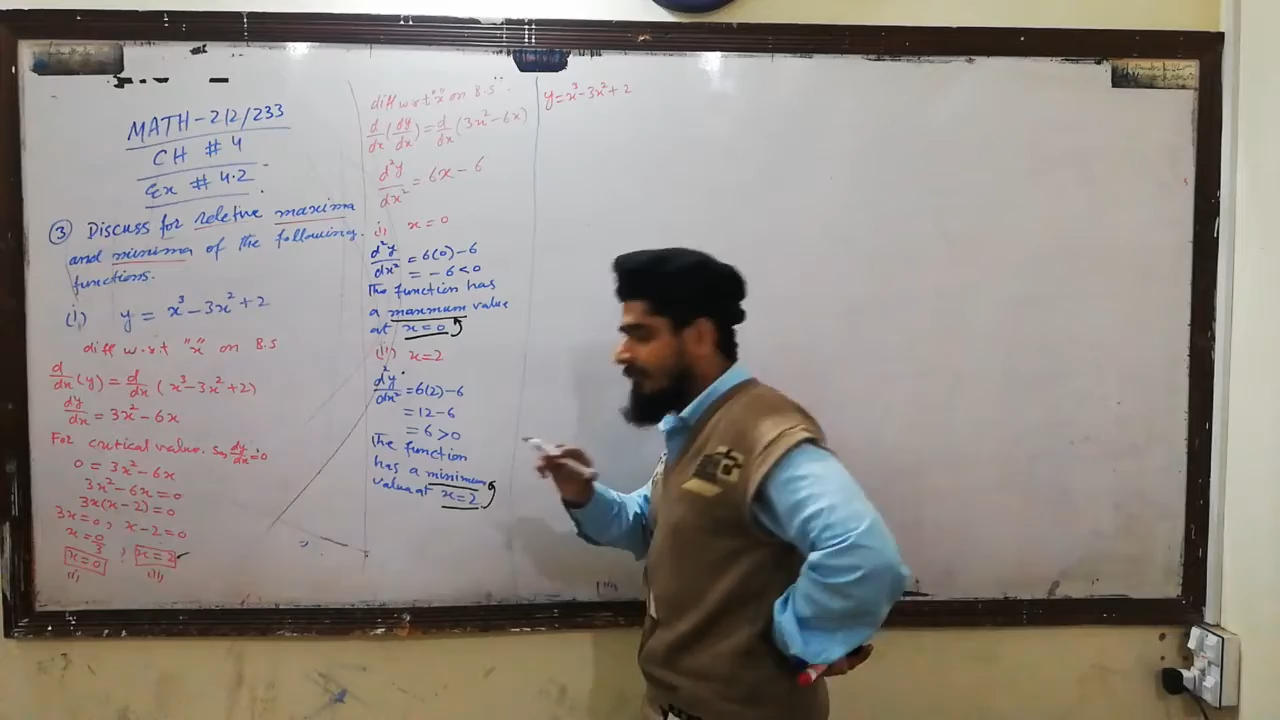 MATH-212/233
CH # 4
Ex # 4.2.
③ Discuss for reletive maxima
and minima of the following
functions.
(i) y = x³ - 3x² + 2
diff w.r.t "x" on B.S
d/dx (y) = d/dx (x³ - 3x² + 2)
dy/dx = 3x² - 6x
For critical value. dy/dx = 0
0 = 3x² - 6x
3x² - 6x = 0
3x(x - 2) = 0
3x = 0, x - 2 = 0
x = 0/3
x = 0 ; x = 2
(i) (ii)
diff w.r.t "x" on B.S.
d/dx (dy/dx) = d/dx (3x² - 6x)
d²y/dx² = 6x - 6
i, x = 0
d²y/dx² = 6(0) - 6
= - 6 < 0
The function has
a maximum value
at x = 0
(ii) x = 2
d²y/dx² = 6(2) - 6
= 12 - 6
= 6 > 0
The function
has a minimum
value at x = 2
y = x³ - 3x² + 2